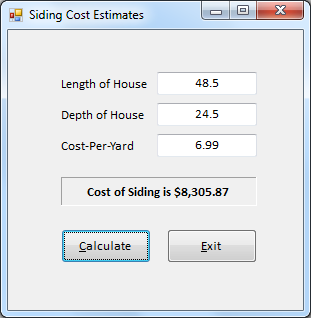 Siding Cost Estimates
Length of House 48.5
Depth of House 24.5
Cost-Per-Yard 6.99
Cost of Siding is $8,305.87
Calculate Exit